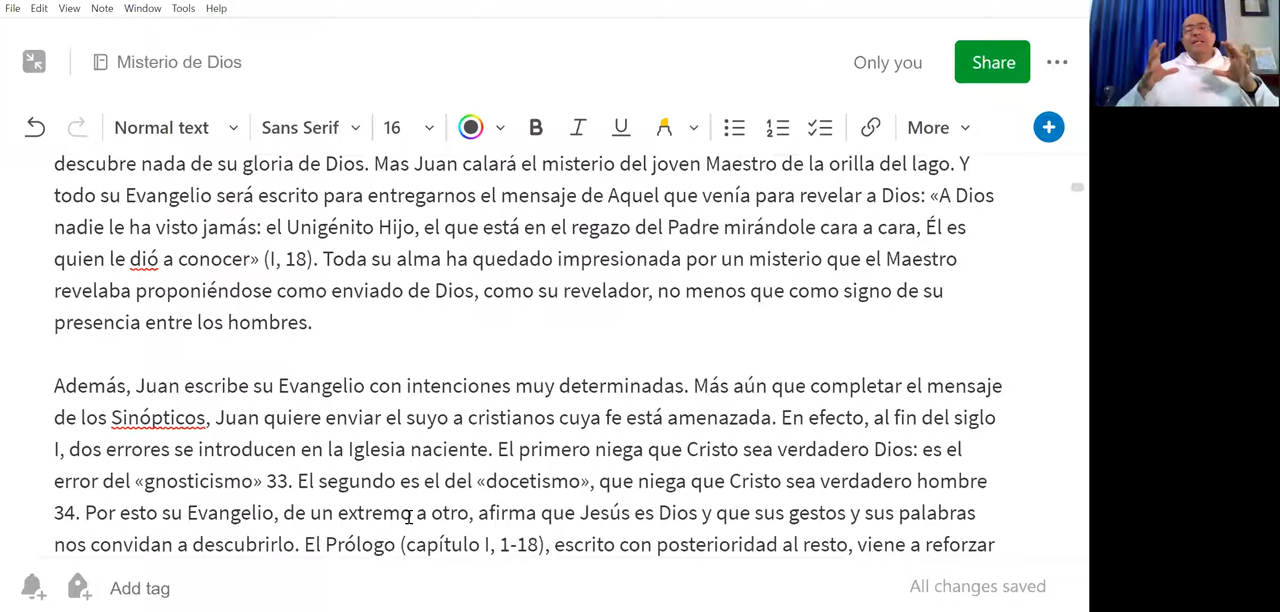 File Edit View Note Window Tools Help
Misterio de Dios
Only you
Share
Normal text
Sans Serif
16
B I U
More
descubre nada de su gloria de Dios. Mas Juan calará el misterio del joven Maestro de la orilla del lago. Y
todo su Evangelio será escrito para entregarnos el mensaje de Aquel que venía para revelar a Dios: «A Dios
nadie le ha visto jamás: el Unigénito Hijo, el que está en el regazo del Padre mirándole cara a cara, Él es
quien le dió a conocer» (I, 18). Toda su alma ha quedado impresionada por un misterio que el Maestro
revelaba proponiéndose como enviado de Dios, como su revelador, no menos que como signo de su
presencia entre los hombres.
Además, Juan escribe su Evangelio con intenciones muy determinadas. Más aún que completar el mensaje
de los Sinópticos, Juan quiere enviar el suyo a cristianos cuya fe está amenazada. En efecto, al fin del siglo
I, dos errores se introducen en la Iglesia naciente. El primero niega que Cristo sea verdadero Dios: es el
error del «gnosticismo» 33. El segundo es el del «docetismo», que niega que Cristo sea verdadero hombre
34. Por esto su Evangelio, de un extremo a otro, afirma que Jesús es Dios y que sus gestos y sus palabras
nos convidan a descubrirlo. El Prólogo (capítulo I, 1-18), escrito con posterioridad al resto, viene a reforzar
Add tag
All changes saved